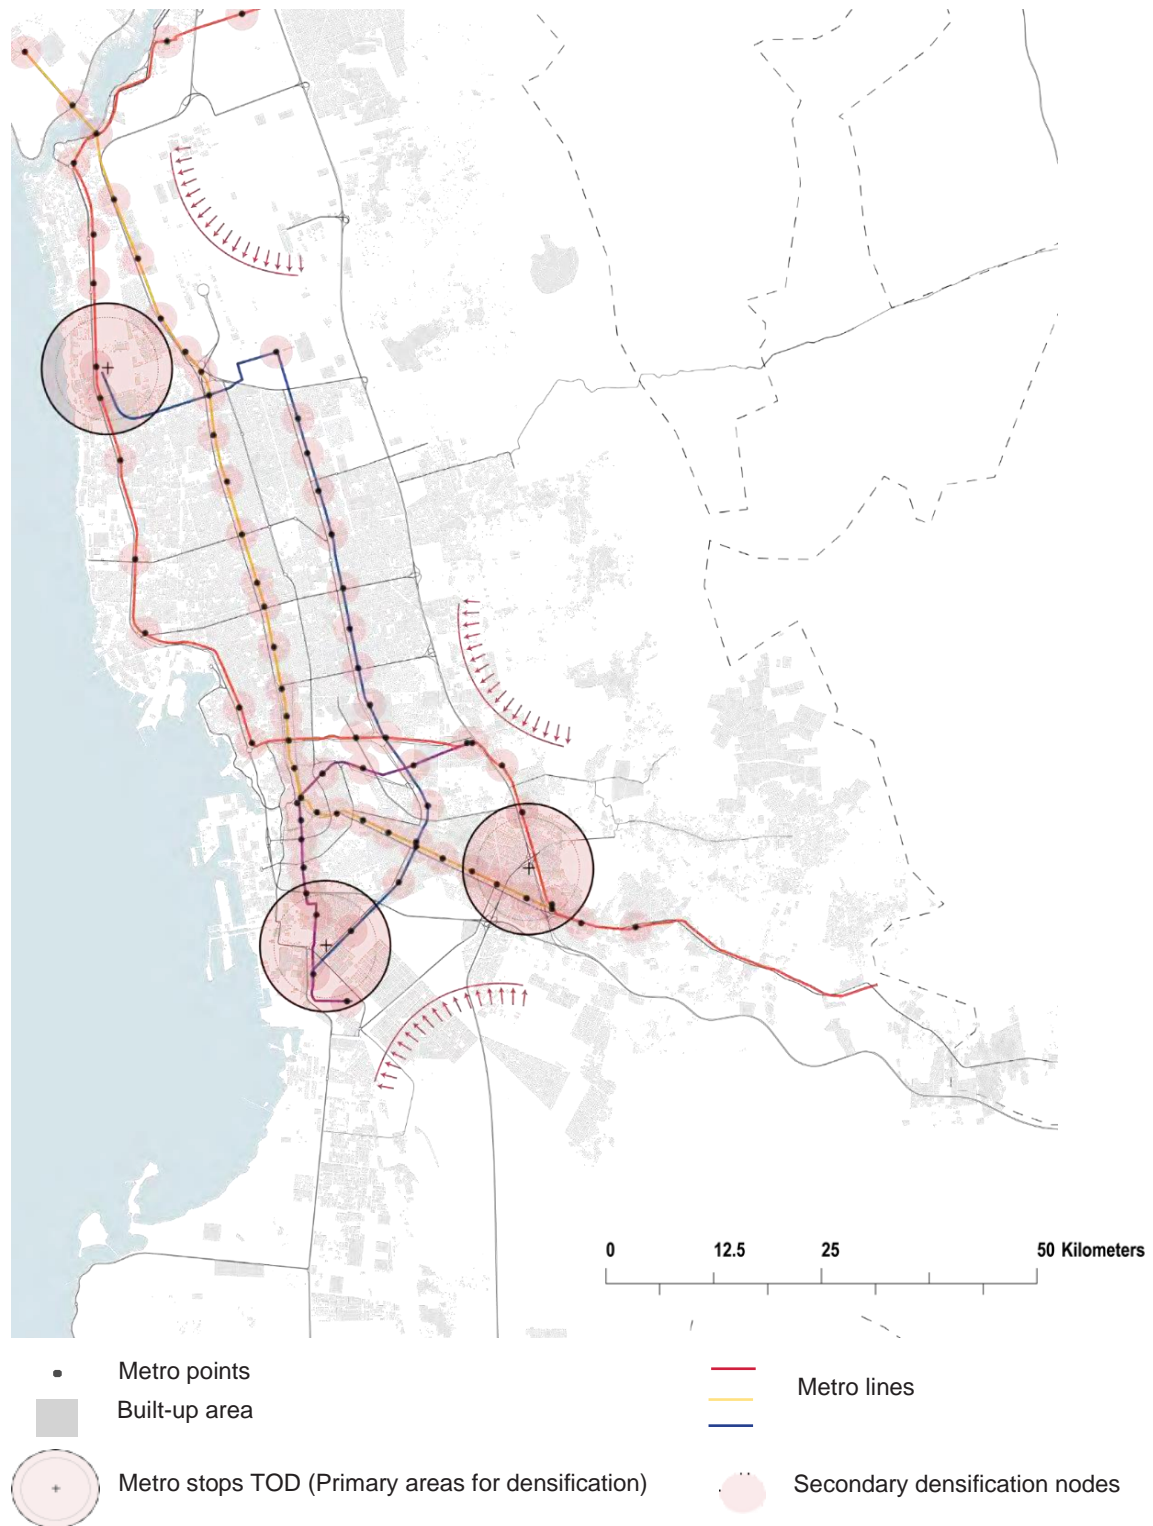 0 12.5 25 50 Kilometers
Metro points
Metro lines
Built-up area
Metro stops TOD (Primary areas for densification)
Secondary densification nodes